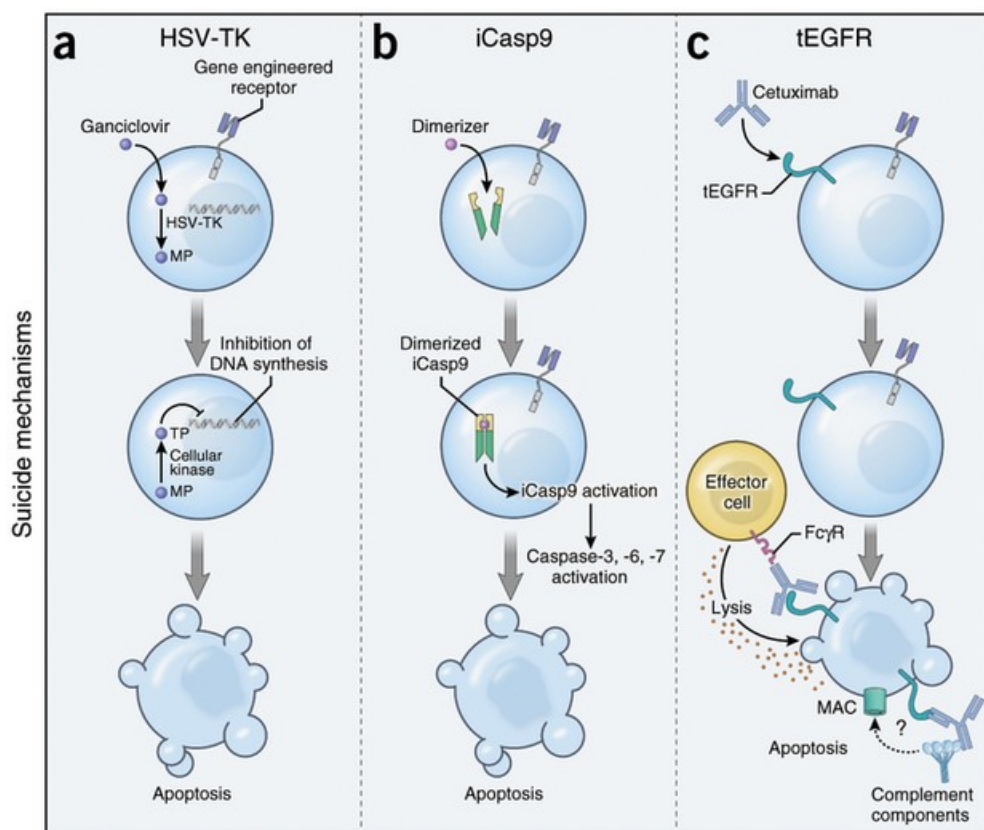 Suicide mechanisms
a
HSV-TK
Gene engineered
receptor
Ganciclovir
HSV-TK
MP
Inhibition of
DNA synthesis
TP
Cellular
kinase
MP
Apoptosis
b
iCasp9
Dimerizer
Dimerized
iCasp9
iCasp9 activation
Caspase-3, -6, -7
activation
Apoptosis
c
tEGFR
Cetuximab
tEGFR
Effector
cell
FcγR
Lysis
MAC
?
Apoptosis
Complement
components